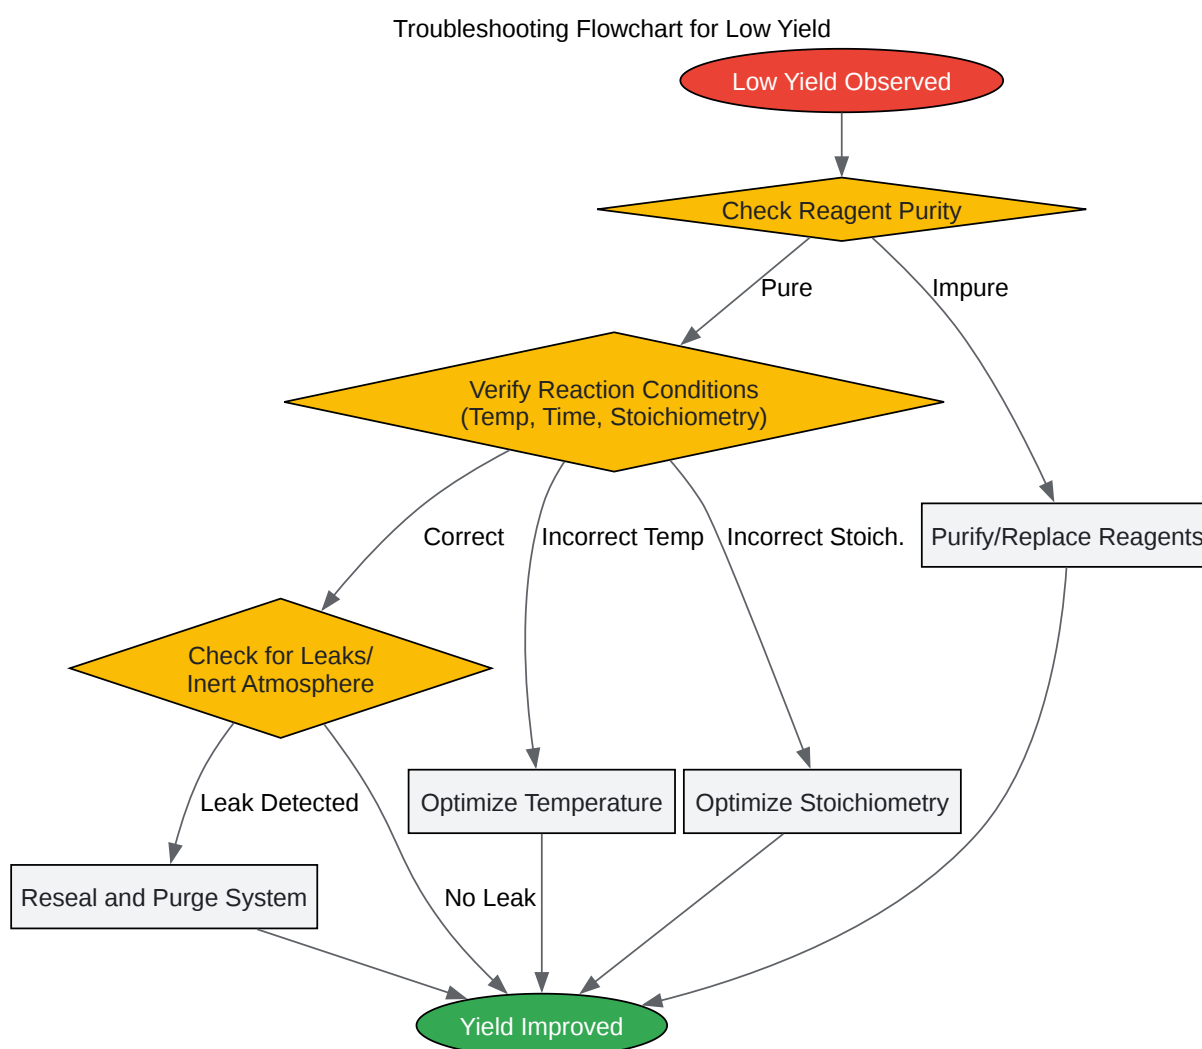 Troubleshooting Flowchart for Low Yield
Low Yield Observed
Check Reagent Purity
Pure
Impure
Verify Reaction Conditions
(Temp, Time, Stoichiometry)
Correct
Incorrect Temp
Incorrect Stoich.
Purify/Replace Reagents
Check for Leaks/
Inert Atmosphere
Leak Detected
Optimize Temperature
Optimize Stoichiometry
Reseal and Purge System
No Leak
Yield Improved